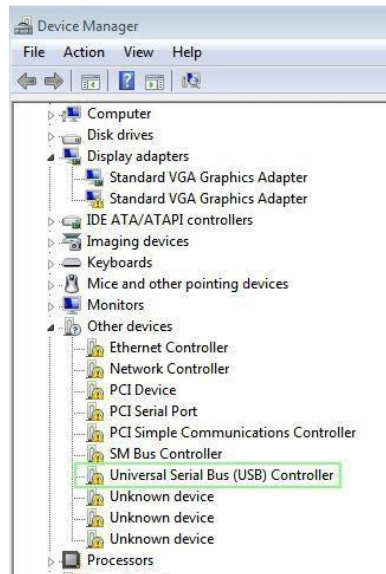 Device Manager
File Action View Help
Computer
Disk drives
Display adapters
Standard VGA Graphics Adapter
Standard VGA Graphics Adapter
IDE ATA/ATAPI controllers
Imaging devices
Keyboards
Mice and other pointing devices
Monitors
Other devices
Ethernet Controller
Network Controller
PCI Device
PCI Serial Port
PCI Simple Communications Controller
SM Bus Controller
Universal Serial Bus (USB) Controller
Unknown device
Unknown device
Unknown device
Processors